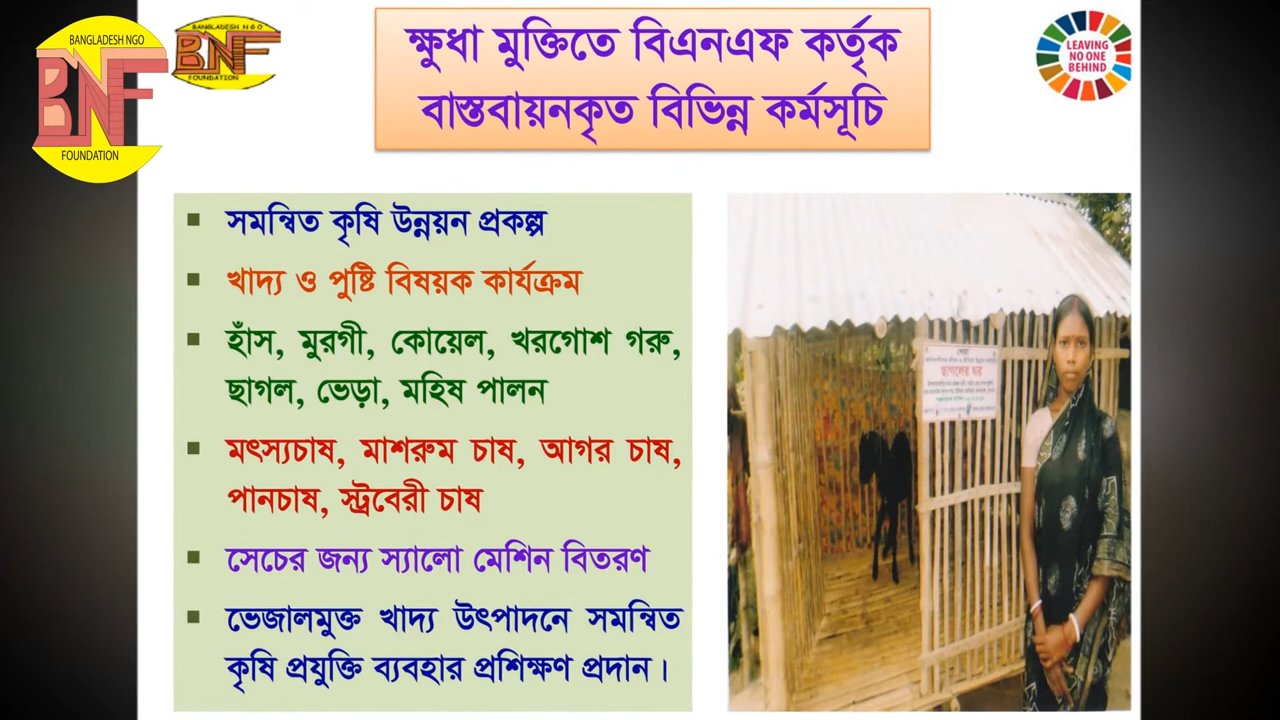 BANGLADESH NGO
BNF
FOUNDATION
BANGLADESH NGO
BNF
FOUNDATION
ক্ষুধা মুক্তিতে বিএনএফ কর্তৃক
বাস্তবায়নকৃত বিভিন্ন কর্মসূচি
LEAVING
NO ONE
BEHIND
সমন্বিত কৃষি উন্নয়ন প্রকল্প
খাদ্য ও পুষ্টি বিষয়ক কার্যক্রম
হাঁস, মুরগী, কোয়েল, খরগোশ গরু,
ছাগল, ভেড়া, মহিষ পালন
মৎস্যচাষ, মাশরুম চাষ, আগর চাষ,
পানচাষ, স্ট্রবেরী চাষ
সেচের জন্য স্যালো মেশিন বিতরণ
ভেজালমুক্ত খাদ্য উৎপাদনে সমন্বিত
কৃষি প্রযুক্তি ব্যবহার প্রশিক্ষণ প্রদান।
ছাগলের ঘর